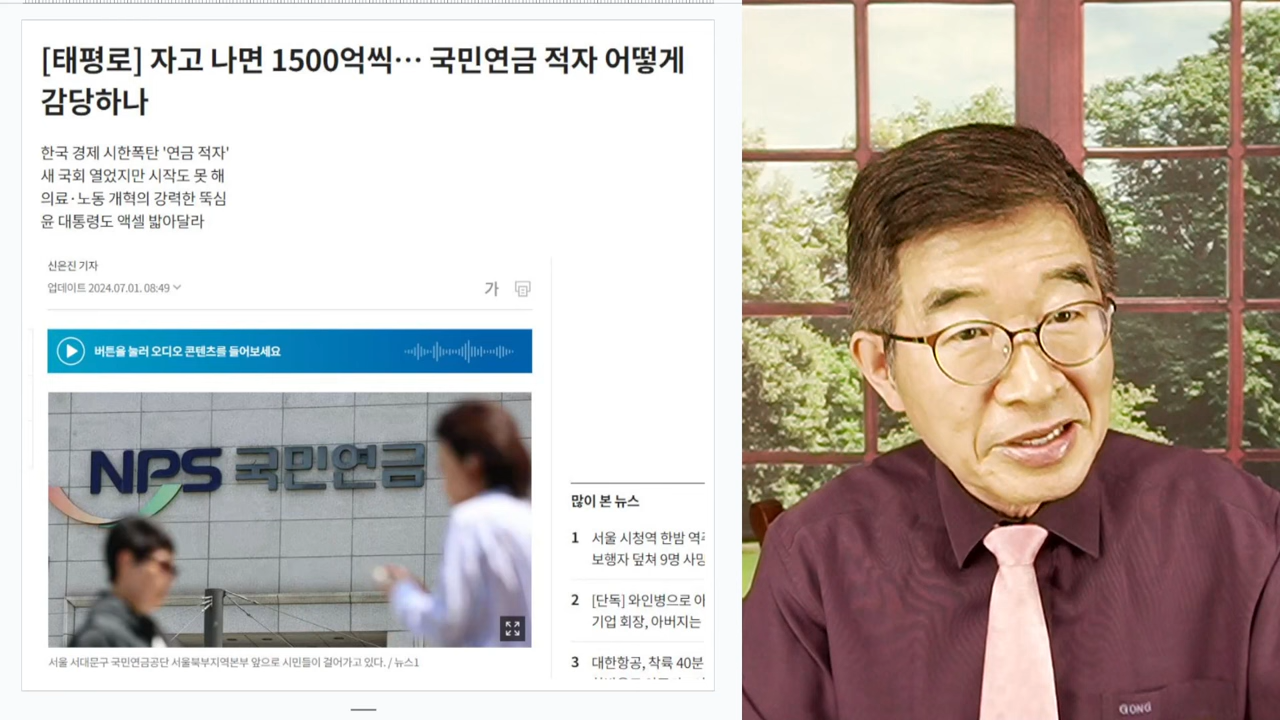 [태평로] 자고 나면 1500억씩… 국민연금 적자 어떻게
감당하나
한국 경제 시한폭탄 '연금 적자'
새 국회 열었지만 시작도 못 해
의료·노동 개혁의 강력한 뚝심
윤 대통령도 액셀 밟아달라
신은진 기자
업데이트 2024.07.01. 08:49
가
버튼을 눌러 오디오 콘텐츠를 들어보세요
NPS 국민연금
서울 서대문구 국민연금공단 서울북부지역본부 앞으로 시민들이 걸어가고 있다. / 뉴스1
많이 본 뉴스
1 서울 시청역 한밤
보행자 덮쳐 9명 사망
2 [단독] 와인병으로
기업 회장, 아버지는
3 대한항공, 착륙 40분
GONG